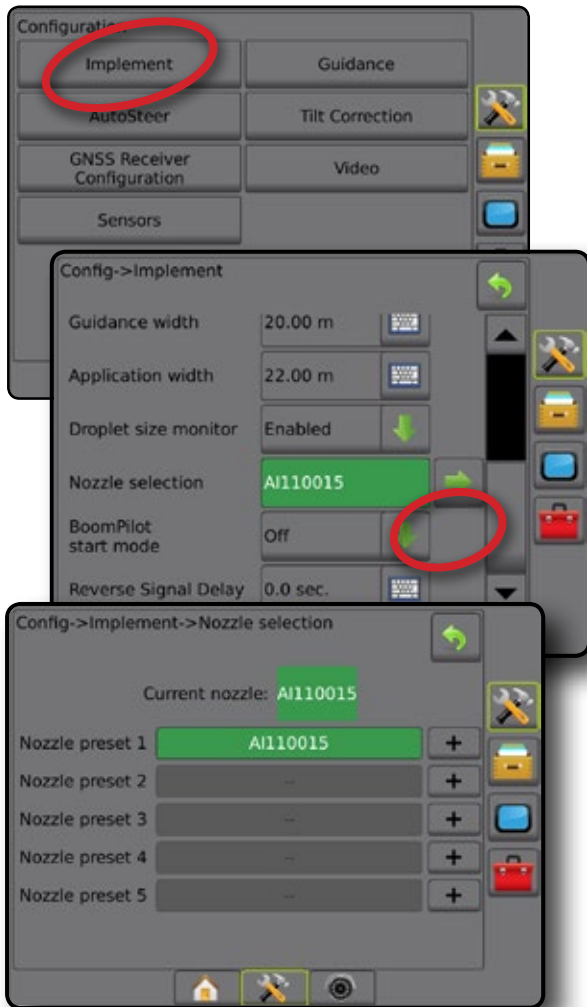 Configuration
Implement
Guidance
AutoSteer
Tilt Correction
GNSS Receiver
Configuration
Video
Sensors
Config->Implement
Guidance width 20.00 m
Application width 22.00 m
Droplet size monitor Enabled
Nozzle selection AI110015
BoomPilot
start mode Off
Reverse Signal Delay 0.0 sec.
Config->Implement->Nozzle selection
Current nozzle: AI110015
Nozzle preset 1 AI110015 +
Nozzle preset 2 -- +
Nozzle preset 3 -- +
Nozzle preset 4 -- +
Nozzle preset 5 -- +